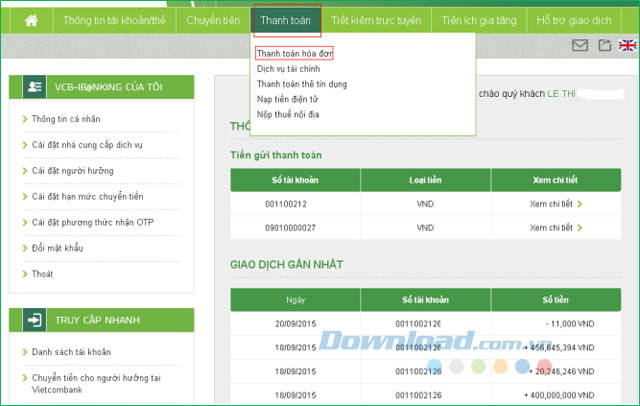 Thông tin tài khoản/thẻ Chuyển tiền Thanh toán Tiết kiệm trực tuyến Tiện ích gia tăng Hỗ trợ giao dịch
Thanh toán hóa đơn
Dịch vụ tài chính
Thanh toán thẻ tín dụng
Nạp tiền điện tử
Nộp thuế nội địa
chào quý khách LE THI
VCB-IB@NKING CỦA TÔI
Thông tin cá nhân
Cài đặt nhà cung cấp dịch vụ
Cài đặt người hưởng
Cài đặt hạn mức chuyển tiền
Cài đặt phương thức nhận OTP
Đổi mật khẩu
Thoát
TRUY CẬP NHANH
Danh sách tài khoản
Chuyển tiền cho người hưởng tại
Vietcombank
Tiền gửi thanh toán
Số tài khoản Loại tiền Xem chi tiết
001100212 VND Xem chi tiết
09010000027 VND Xem chi tiết
GIAO DỊCH GẦN NHẤT
Ngày Số tài khoản Số tiền
20/09/2015 0011002126 - 11,000 VND
18/09/2015 0011002126 + 456,645,394 VND
18/09/2015 0011002126 + 20,246,246 VND
18/09/2015 0011002126 + 400,000,000 VND
Download.com.vn